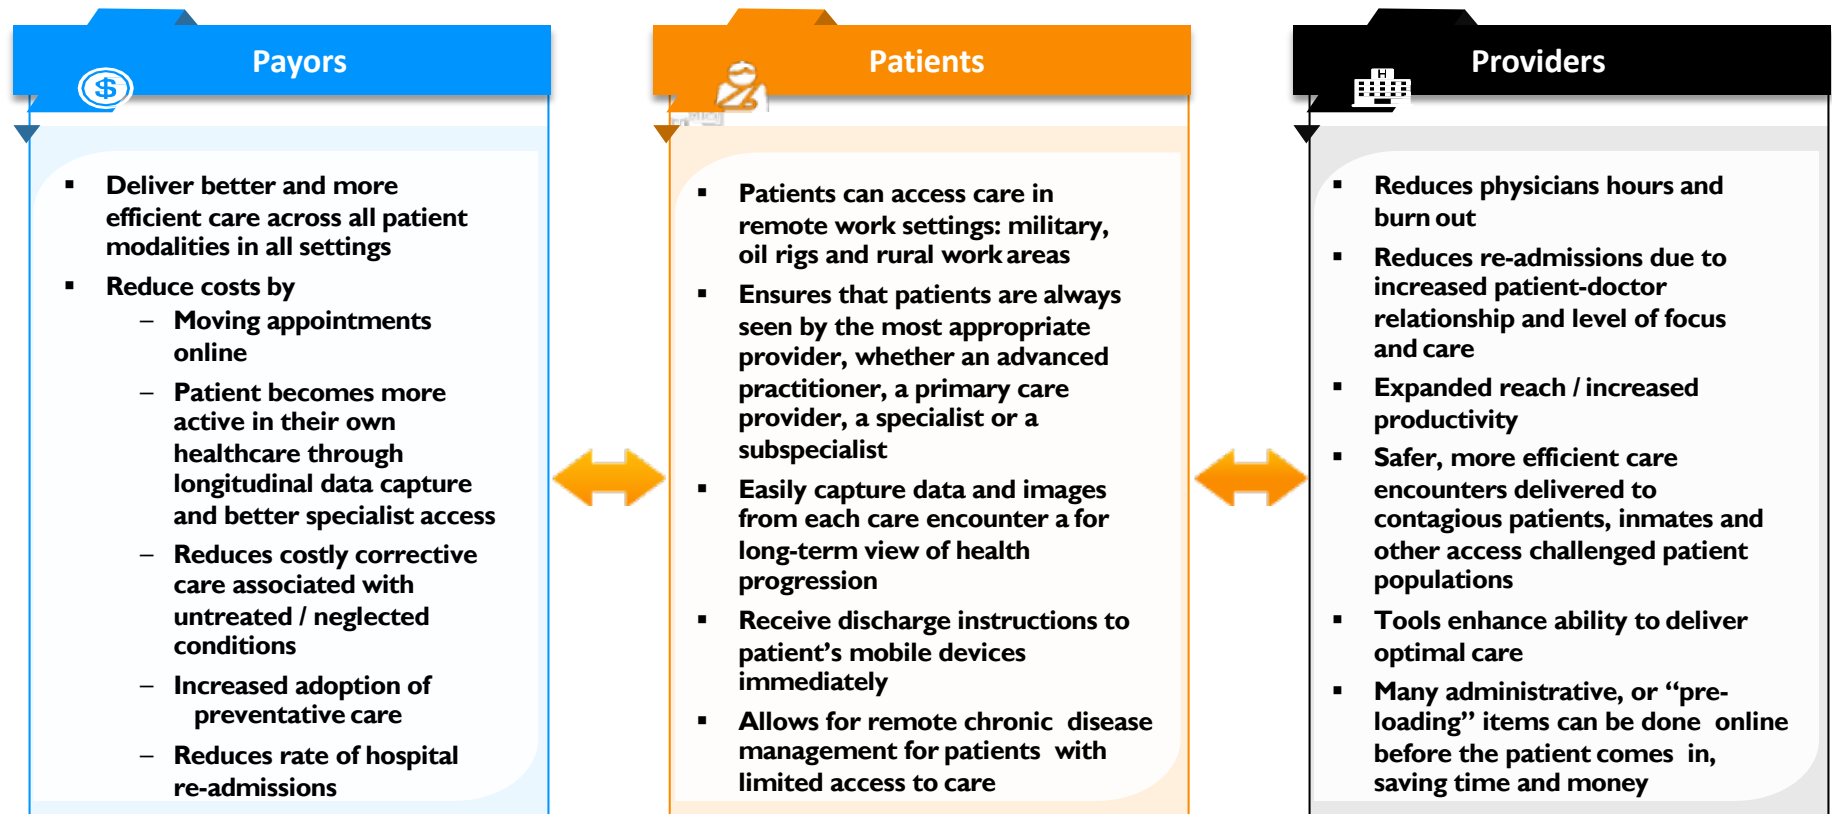 Payors
▪ Deliver better and more
efficient care across all patient
modalities in all settings
▪ Reduce costs by
– Moving appointments
online
– Patient becomes more
active in their own
healthcare through
longitudinal data capture
and better specialist access
– Reduces costly corrective
care associated with
untreated / neglected
conditions
– Increased adoption of
preventative care
– Reduces rate of hospital
re-admissions
Patients
▪ Patients can access care in
remote work settings: military,
oil rigs and rural work areas
▪ Ensures that patients are always
seen by the most appropriate
provider, whether an advanced
practitioner, a primary care
provider, a specialist or a
subspecialist
▪ Easily capture data and images
from each care encounter a for
long-term view of health
progression
▪ Receive discharge instructions to
patient’s mobile devices
immediately
▪ Allows for remote chronic disease
management for patients with
limited access to care
Providers
▪ Reduces physicians hours and
burn out
▪ Reduces re-admissions due to
increased patient-doctor
relationship and level of focus
and care
▪ Expanded reach / increased
productivity
▪ Safer, more efficient care
encounters delivered to
contagious patients, inmates and
other access challenged patient
populations
▪ Tools enhance ability to deliver
optimal care
▪ Many administrative, or “pre-
loading” items can be done online
before the patient comes in,
saving time and money